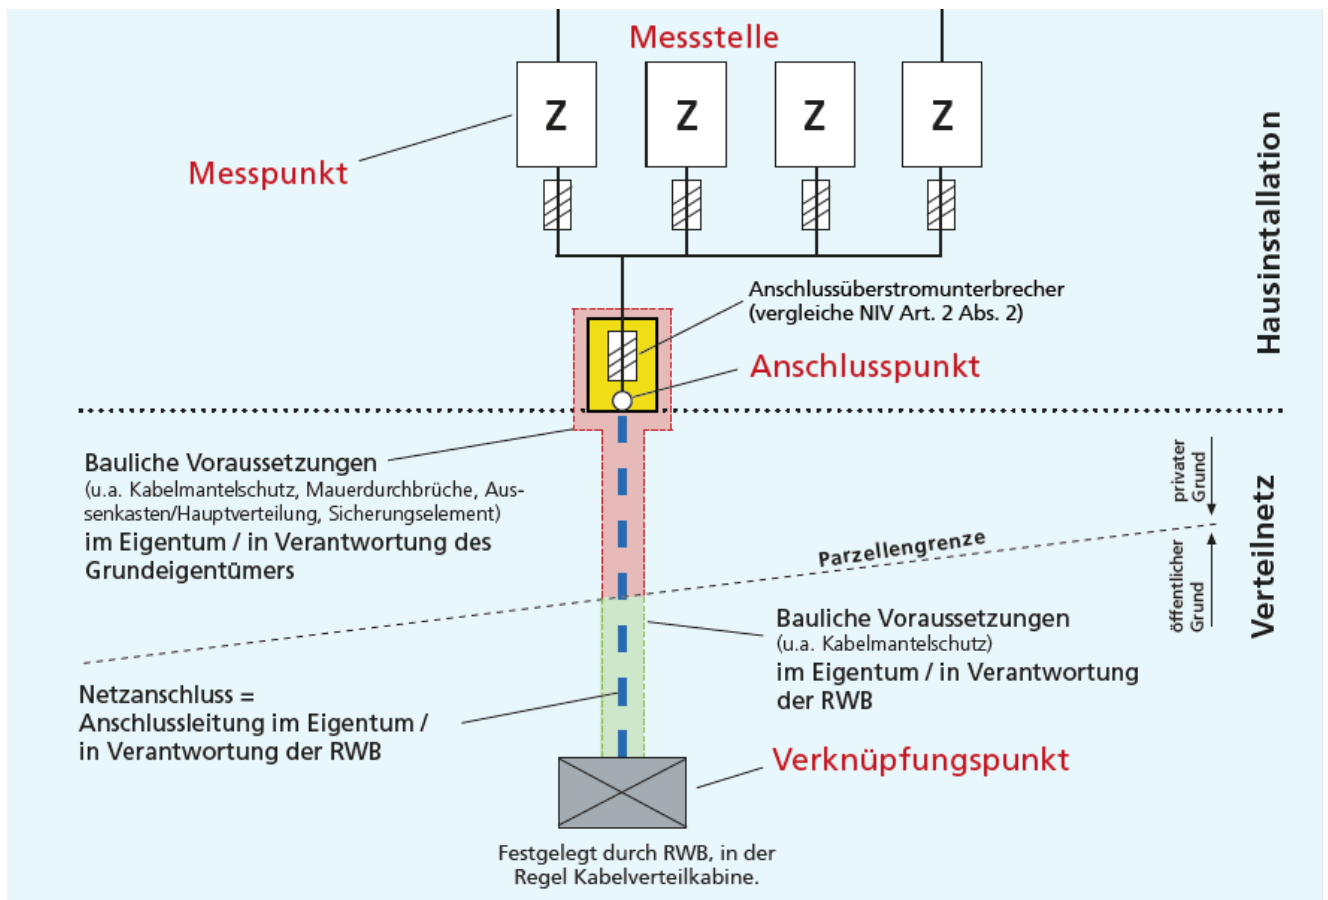 Messstelle
Z
Z
Z
Z
Messpunkt
Hausinstallation
Anschlussüberstromunterbrecher
(vergleiche NIV Art. 2 Abs. 2)
Anschlusspunkt
Bauliche Voraussetzungen
(u.a. Kabelmantelschutz, Mauerdurchbrüche, Aus-
senkasten/Hauptverteilung, Sicherungselement)
im Eigentum / in Verantwortung des
Grundeigentümers
privater
Grund
Parzellengrenze
öffentlicher
Grund
Verteilnetz
Bauliche Voraussetzungen
(u.a. Kabelmantelschutz)
im Eigentum / in Verantwortung
der RWB
Netzanschluss =
Anschlussleitung im Eigentum /
in Verantwortung der RWB
Verknüpfungspunkt
Festgelegt durch RWB, in der
Regel Kabelverteilkabine.